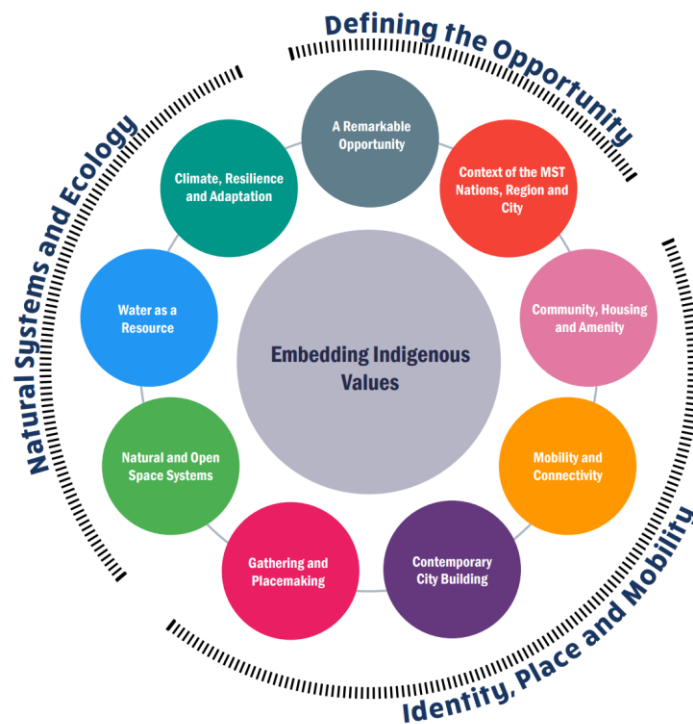 Defining the Opportunity
A Remarkable
Opportunity
Context of the MST
Nations, Region and
City
Community, Housing
and Amenity
Mobility and
Connectivity
Contemporary
City Building
Gathering and
Placemaking
Natural and Open
Space Systems
Water as a
Resource
Climate, Resilience
and Adaptation
Embedding Indigenous
Values
Identity, Place and Mobility
Natural Systems and Ecology